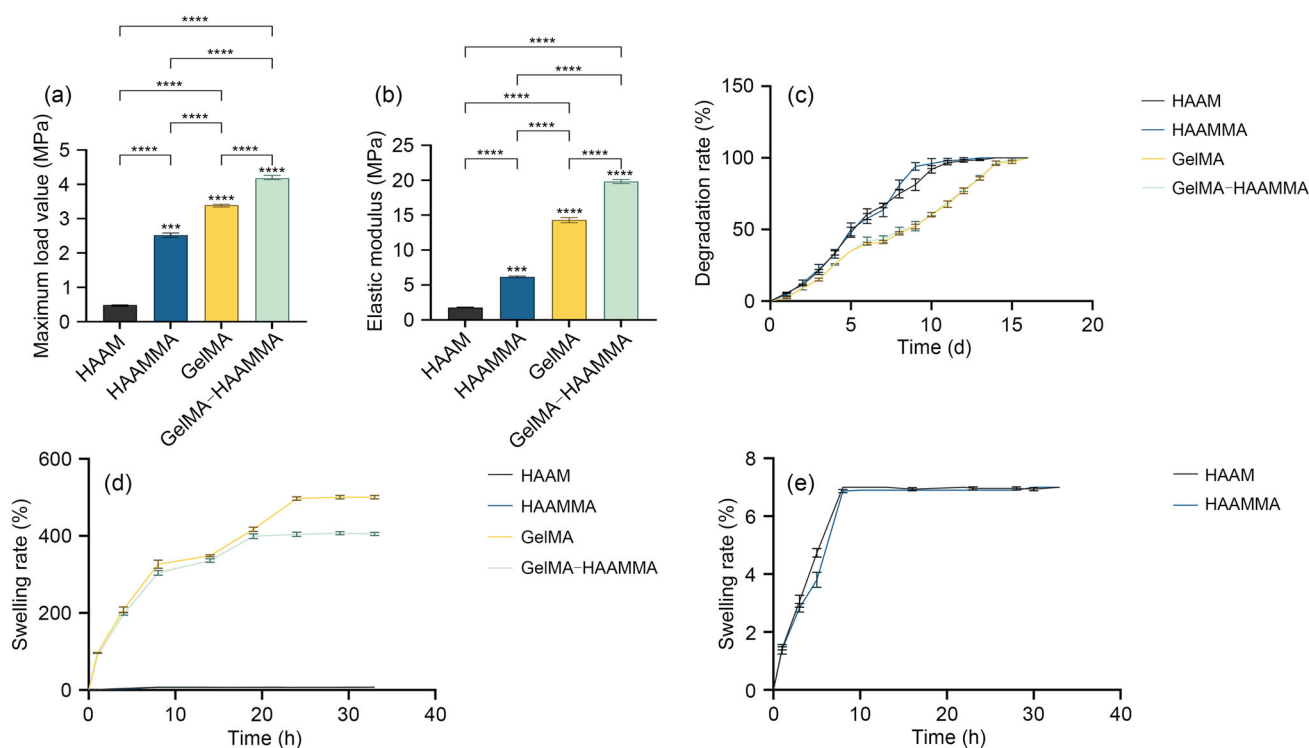 (a)
****
****
****
****
****
****
Maximum load value (MPa)
5
4
3
2
1
0
***
****
****
HAAM
HAAMMA
GelMA
GelMA-HAAMMA
(b)
****
****
****
****
****
****
Elastic modulus (MPa)
25
20
15
10
5
0
***
****
****
HAAM
HAAMMA
GelMA
GelMA-HAAMMA
(c)
Degradation rate (%)
150
100
50
0
0 5 10 15 20
Time (d)
HAAM
HAAMMA
GelMA
GelMA-HAAMMA
(d)
Swelling rate (%)
600
400
200
0
0 10 20 30 40
Time (h)
HAAM
HAAMMA
GelMA
GelMA-HAAMMA
(e)
Swelling rate (%)
8
6
4
2
0
0 10 20 30 40
Time (h)
HAAM
HAAMMA